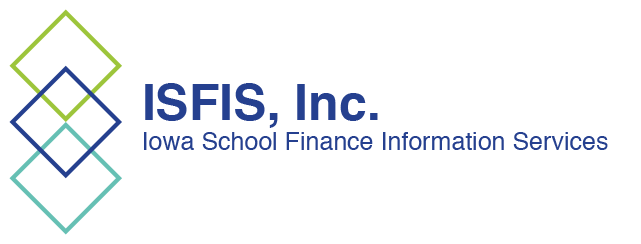 ISFIS, Inc.
Iowa School Finance Information Services